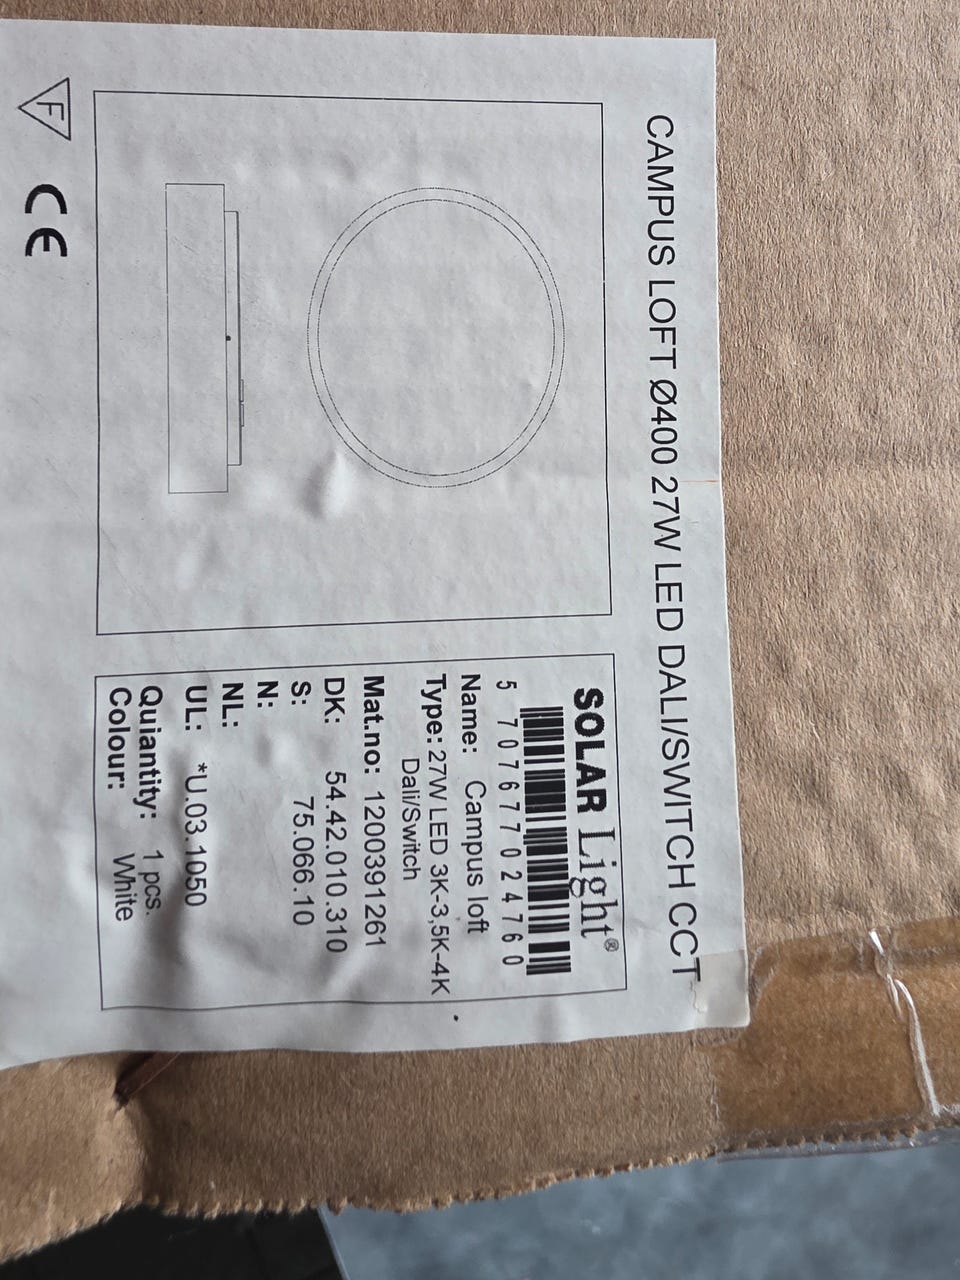 CAMPUS LOFT Ø400 27W LED DALI/SWITCH CCT
F
CE
SOLAR Light®
5 707677 024760
Name: Campus loft
Type: 27W LED 3K-3,5K-4K
Dali/Switch
Mat.no: 1200391261
DK: 54.42.010.310
S: 75.066.10
N:
NL:
UL: *U.03.1050
Quiantity: 1 pcs.
Colour: White